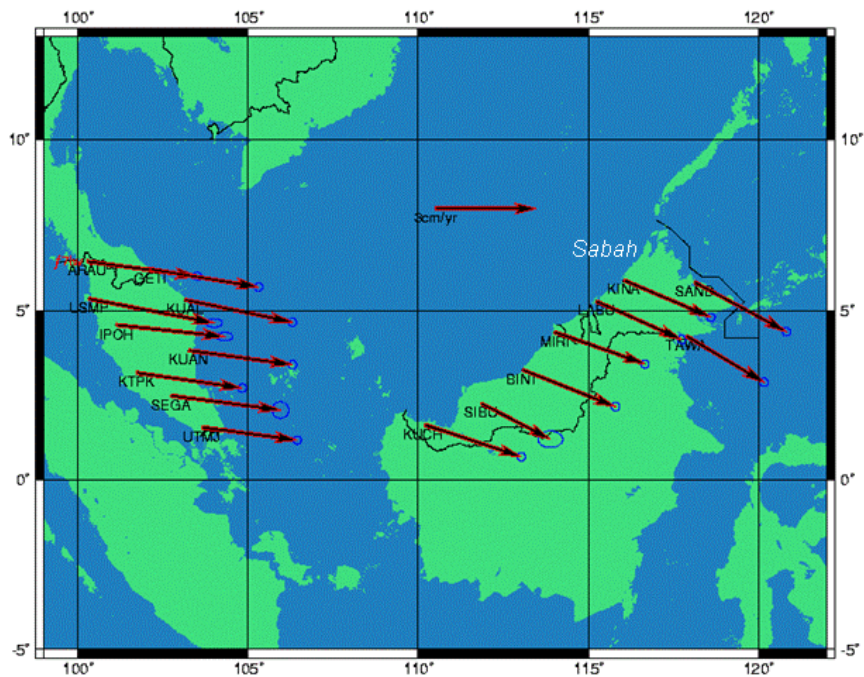 100° 105° 110° 115° 120°
10° 10°
3cm/yr
Sabah
ARAU
GETI
KINA
SAND
5° 5°
USMP
KUAL
LABU
IPOH
MIRI
TAWA
KUAN
KTPK
BINT
SEGA
SIBU
UTMJ
KUCH
0° 0°
-5° -5°
100° 105° 110° 115° 120°